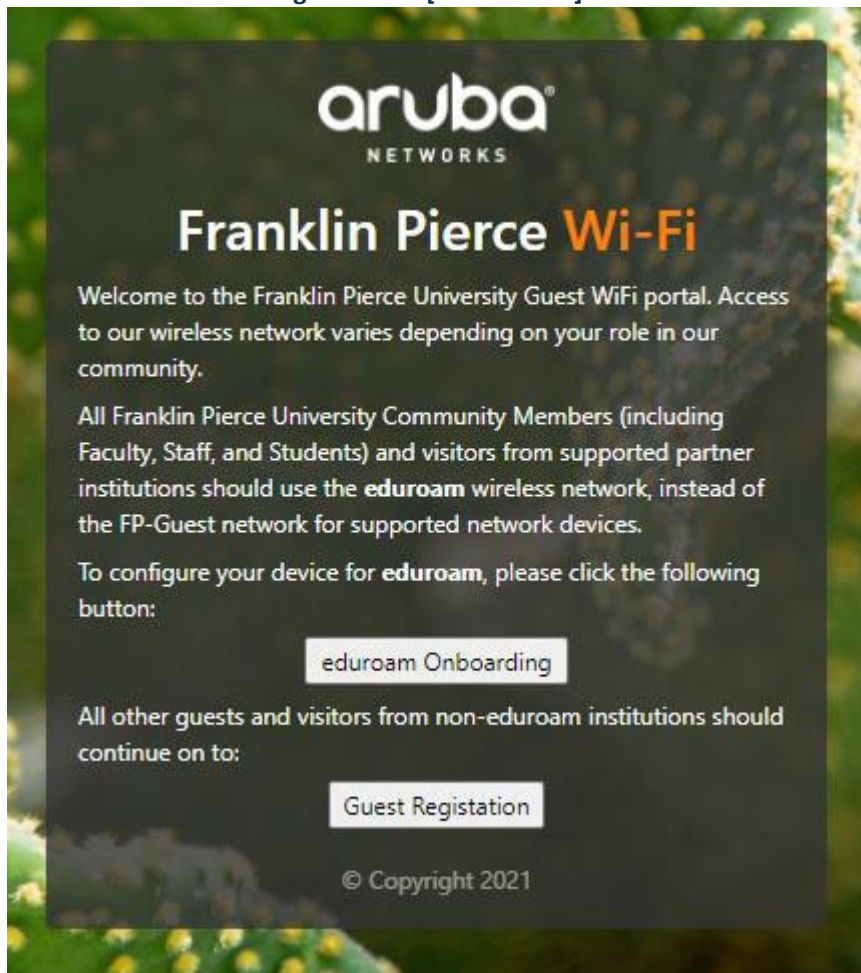 aruba
NETWORKS
Franklin Pierce Wi-Fi
Welcome to the Franklin Pierce University Guest WiFi portal. Access
to our wireless network varies depending on your role in our
community.
All Franklin Pierce University Community Members (including
Faculty, Staff, and Students) and visitors from supported partner
institutions should use the eduroam wireless network, instead of
the FP-Guest network for supported network devices.
To configure your device for eduroam, please click the following
button:
eduroam Onboarding
All other guests and visitors from non-eduroam institutions should
continue on to:
Guest Registation
© Copyright 2021